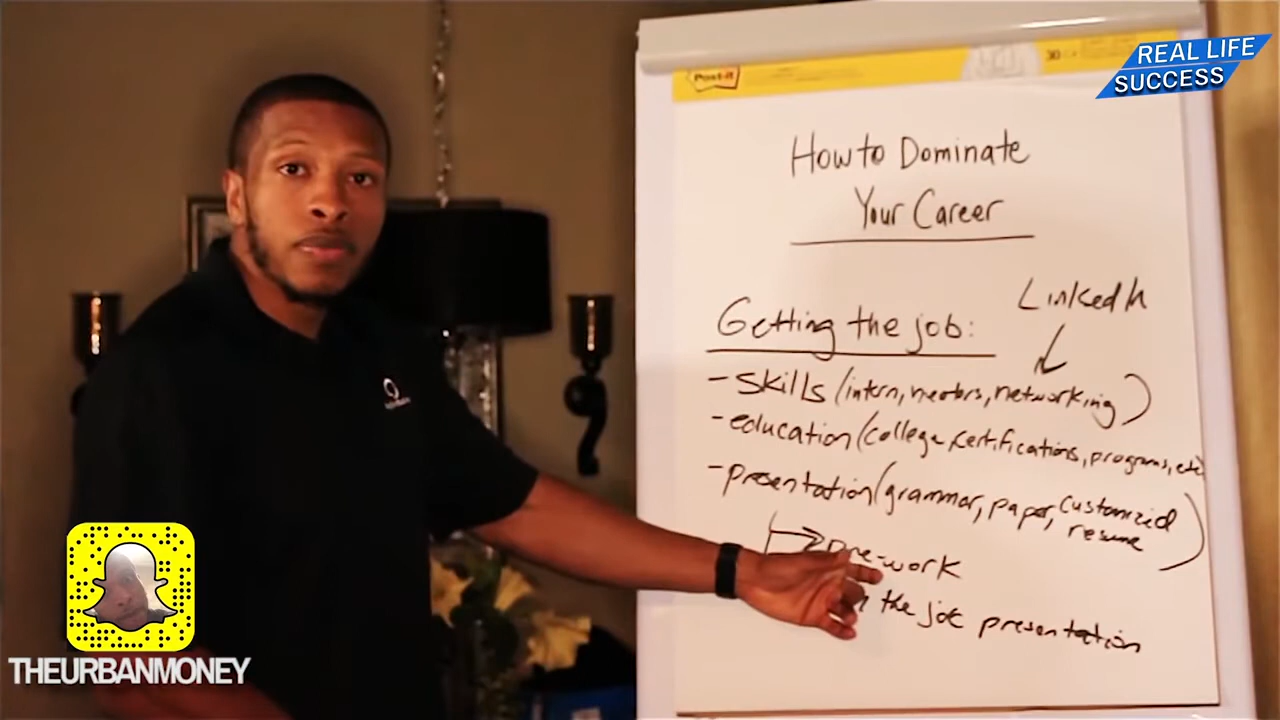 Post-it
30
REAL LIFE
SUCCESS
How to Dominate
Your Career
LinkedIn
Getting the job:
-skills (intern, mentors, networking)
-education (college, certifications, programs, etc)
-presentation (grammar, paper, customized
resume)
pre-work
the job presentation
THEURBANMONEY